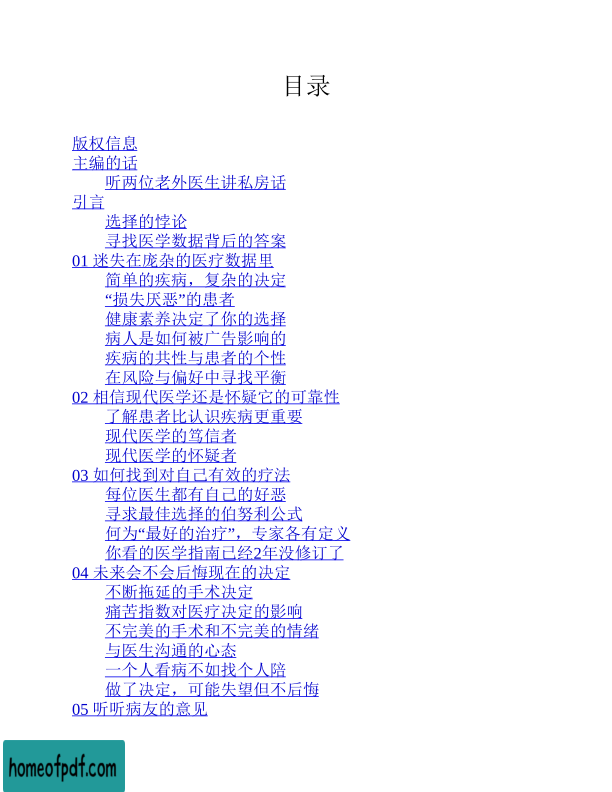 目录
版权信息
主编的话
听两位老外医生讲私房话
引言
选择的悖论
寻找医学数据背后的答案
01 迷失在庞杂的医疗数据里
简单的疾病，复杂的决定
“损失厌恶”的患者
健康素养决定了你的选择
病人是如何被广告影响的
疾病的共性与患者的个性
在风险与偏好中寻找平衡
02 相信现代医学还是怀疑它的可靠性
了解患者比认识疾病更重要
现代医学的笃信者
现代医学的怀疑者
03 如何找到对自己有效的疗法
每位医生都有自己的好恶
寻求最佳选择的伯努利公式
何为“最好的治疗”，专家各有定义
你看的医学指南已经2年没修订了
04 未来会不会后悔现在的决定
不断拖延的手术决定
痛苦指数对医疗决定的影响
不完美的手术和不完美的情绪
与医生沟通的心态
一个人看病不如找个人陪
做了决定，可能失望但不后悔
05 听听病友的意见
homeofpdf.com